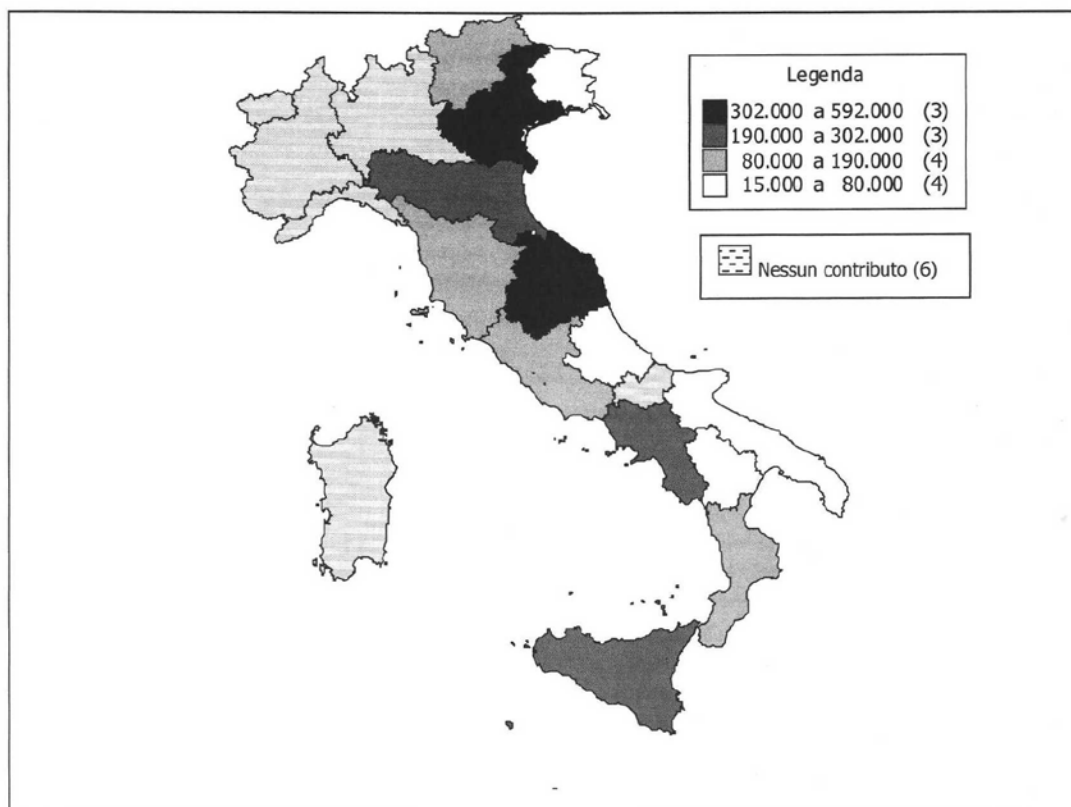 Legenda
302.000 a 592.000 (3)
190.000 a 302.000 (3)
80.000 a 190.000 (4)
15.000 a 80.000 (4)
Nessun contributo (6)